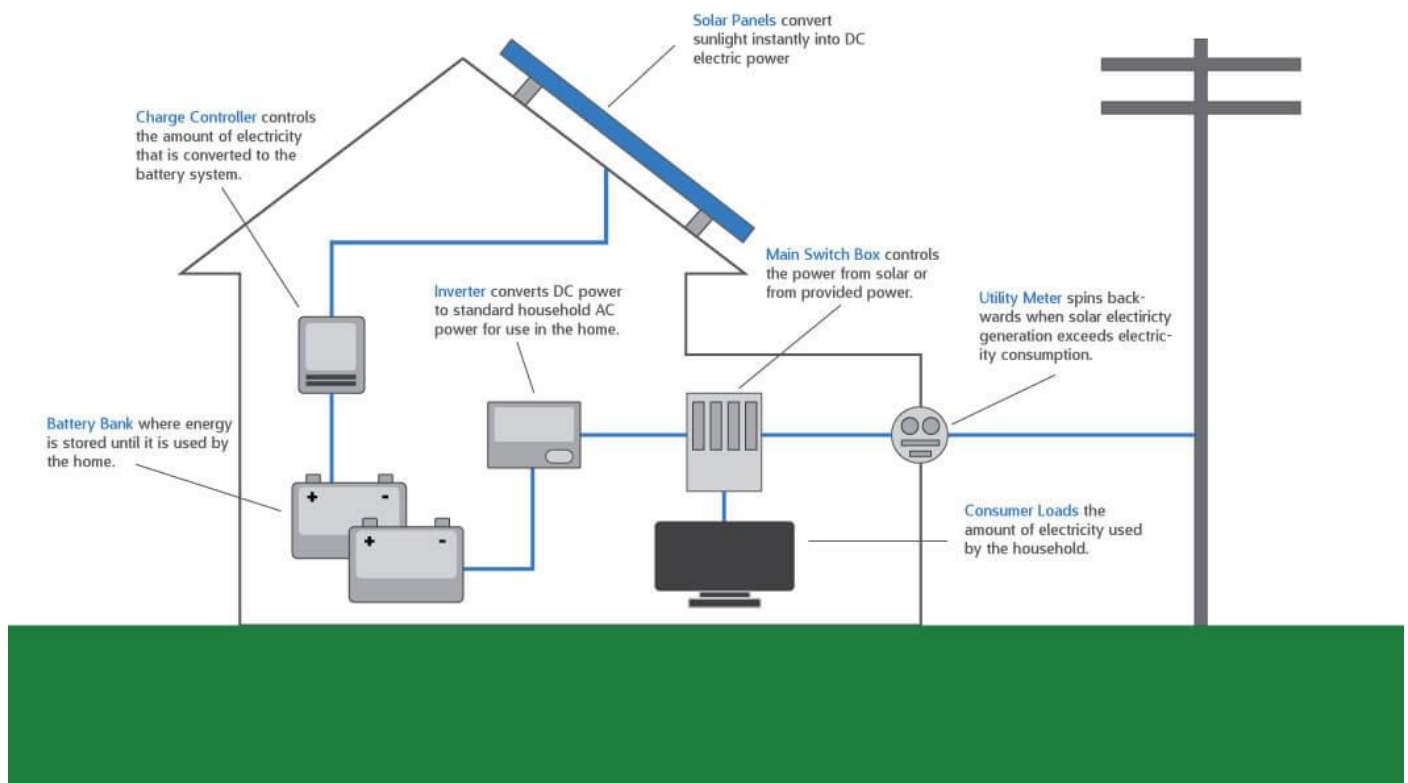 Solar Panels convert
sunlight instantly into DC
electric power
Charge Controller controls
the amount of electricity
that is converted to the
battery system.
Main Switch Box controls
the power from solar or
from provided power.
Inverter converts DC power
to standard household AC
power for use in the home.
Utility Meter spins back-
wards when solar electiricty
generation exceeds electric-
ity consumption.
Battery Bank where energy
is stored until it is used by
the home.
+ -
+ -
Consumer Loads the
amount of electricity used
by the household.